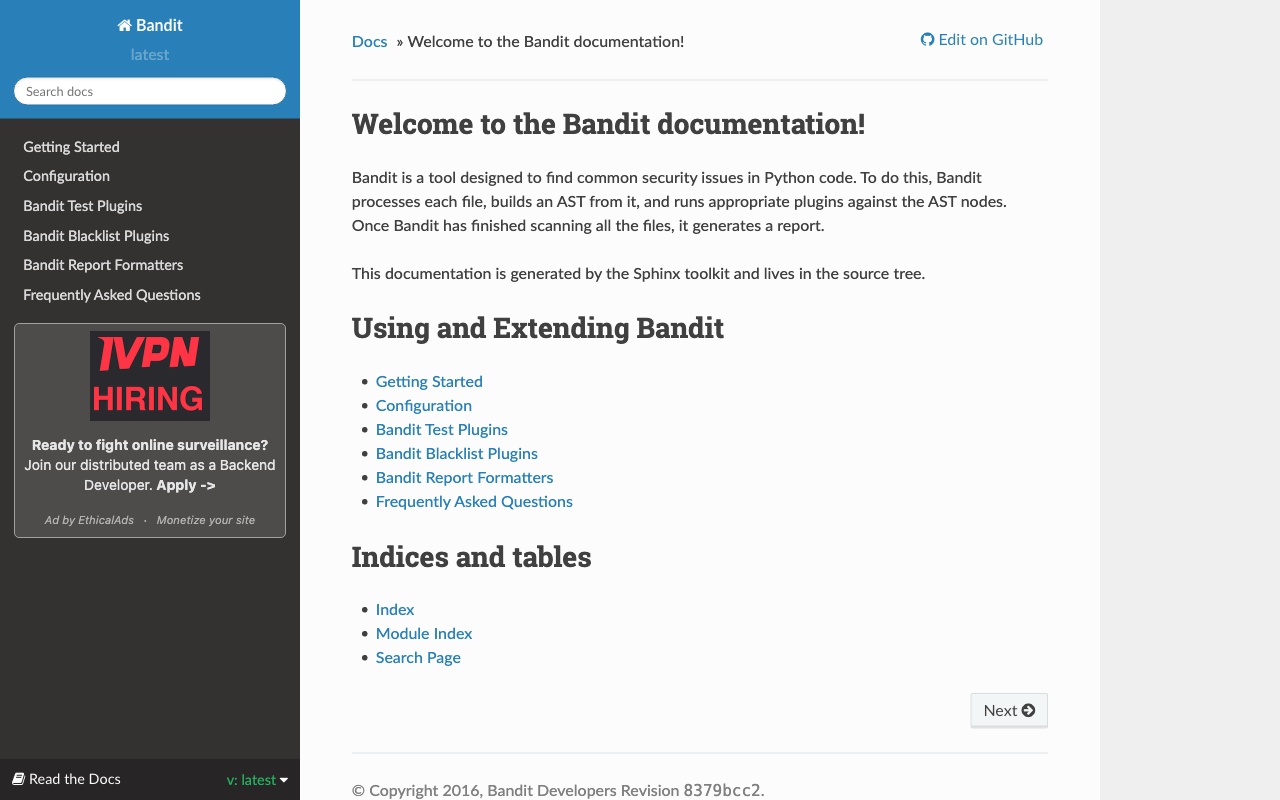 Bandit
latest
Search docs
Getting Started
Configuration
Bandit Test Plugins
Bandit Blacklist Plugins
Bandit Report Formatters
Frequently Asked Questions
IVPN
HIRING
Ready to fight online surveillance?
Join our distributed team as a Backend
Developer. Apply ->
Ad by EthicalAds · Monetize your site
Read the Docs
v: latest
Docs » Welcome to the Bandit documentation!
Edit on GitHub
Welcome to the Bandit documentation!
Bandit is a tool designed to find common security issues in Python code. To do this, Bandit
processes each file, builds an AST from it, and runs appropriate plugins against the AST nodes.
Once Bandit has finished scanning all the files, it generates a report.
This documentation is generated by the Sphinx toolkit and lives in the source tree.
Using and Extending Bandit
• Getting Started
• Configuration
• Bandit Test Plugins
• Bandit Blacklist Plugins
• Bandit Report Formatters
• Frequently Asked Questions
Indices and tables
• Index
• Module Index
• Search Page
Next
© Copyright 2016, Bandit Developers Revision 8379bcc2.